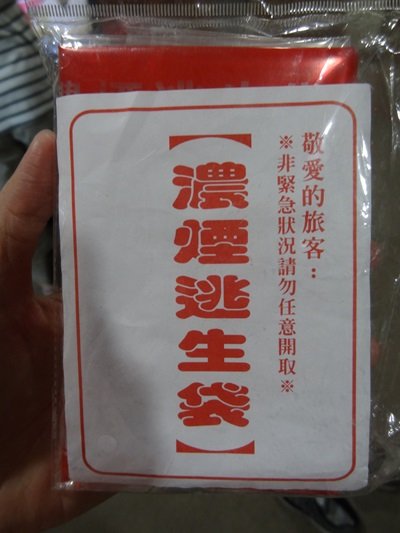 敬愛的旅客：
※非緊急狀況請勿任意開取※
【濃煙逃生袋】